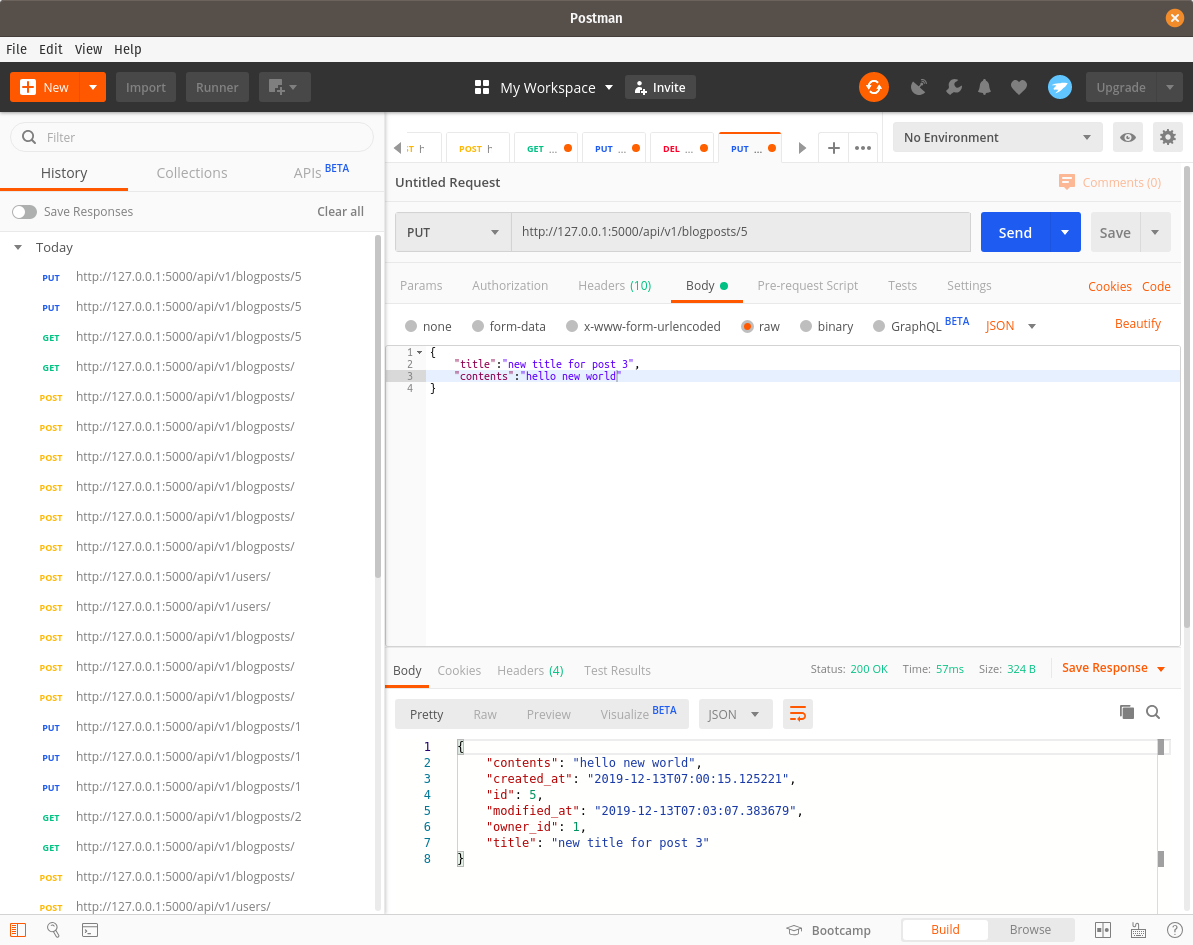 Postman
File Edit View Help
New Import Runner My Workspace Invite Upgrade
Filter
History Collections APIs BETA
Save Responses Clear all
Today
PUT http://127.0.0.1:5000/api/v1/blogposts/5
PUT http://127.0.0.1:5000/api/v1/blogposts/5
GET http://127.0.0.1:5000/api/v1/blogposts/5
GET http://127.0.0.1:5000/api/v1/blogposts/
POST http://127.0.0.1:5000/api/v1/blogposts/
POST http://127.0.0.1:5000/api/v1/blogposts/
POST http://127.0.0.1:5000/api/v1/blogposts/
POST http://127.0.0.1:5000/api/v1/blogposts/
POST http://127.0.0.1:5000/api/v1/blogposts/
POST http://127.0.0.1:5000/api/v1/blogposts/
POST http://127.0.0.1:5000/api/v1/users/
POST http://127.0.0.1:5000/api/v1/users/
POST http://127.0.0.1:5000/api/v1/blogposts/
POST http://127.0.0.1:5000/api/v1/blogposts/
POST http://127.0.0.1:5000/api/v1/blogposts/
PUT http://127.0.0.1:5000/api/v1/blogposts/1
PUT http://127.0.0.1:5000/api/v1/blogposts/1
PUT http://127.0.0.1:5000/api/v1/blogposts/1
GET http://127.0.0.1:5000/api/v1/blogposts/2
GET http://127.0.0.1:5000/api/v1/blogposts/
POST http://127.0.0.1:5000/api/v1/blogposts/
POST http://127.0.0.1:5000/api/v1/users/
POST GET ... PUT ... DEL ... PUT ... No Environment
Untitled Request Comments (0)
PUT http://127.0.0.1:5000/api/v1/blogposts/5 Send Save
Params Authorization Headers (10) Body Pre-request Script Tests Settings Cookies Code
none form-data x-www-form-urlencoded raw binary GraphQL BETA JSON Beautify
1 {
2 "title":"new title for post 3",
3 "contents":"hello new world"
4 }
Body Cookies Headers (4) Test Results Status: 200 OK Time: 57ms Size: 324 B Save Response
Pretty Raw Preview Visualize BETA JSON
1 {
2 "contents": "hello new world",
3 "created_at": "2019-12-13T07:00:15.125221",
4 "id": 5,
5 "modified_at": "2019-12-13T07:03:07.383679",
6 "owner_id": 1,
7 "title": "new title for post 3"
8 }
Bootcamp Build Browse